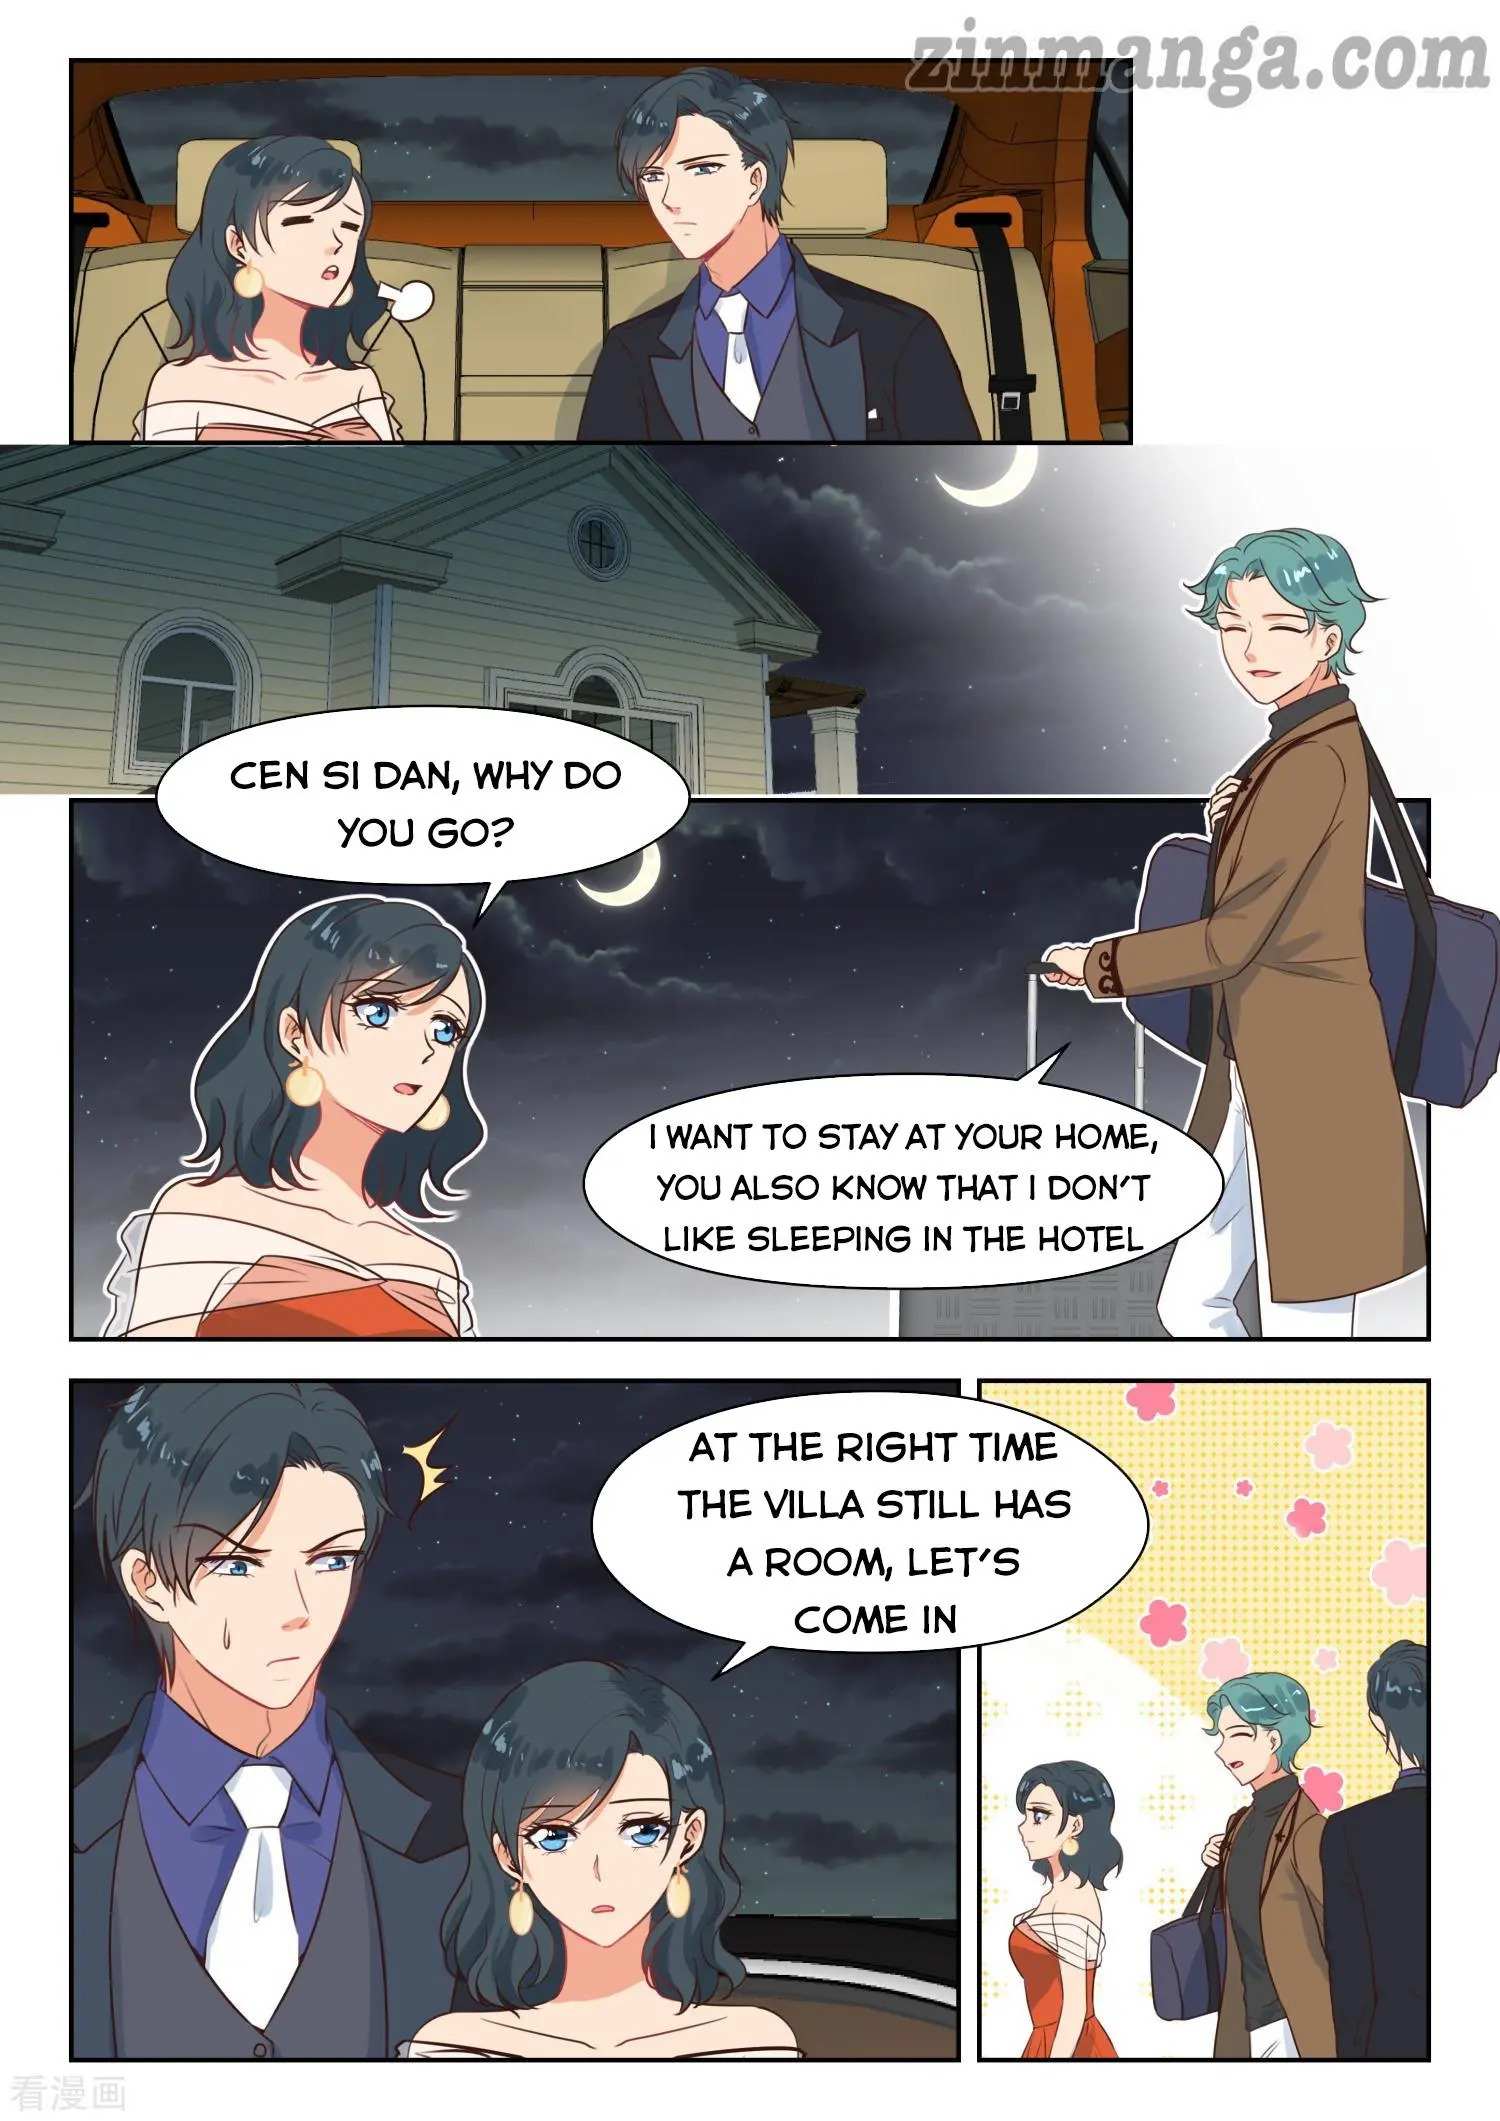 zinmanga.com
CEN SI DAN, WHY DO
YOU GO?
I WANT TO STAY AT YOUR HOME,
YOU ALSO KNOW THAT I DON'T
LIKE SLEEPING IN THE HOTEL
AT THE RIGHT TIME
THE VILLA STILL HAS
A ROOM, LET'S
COME IN
看漫画